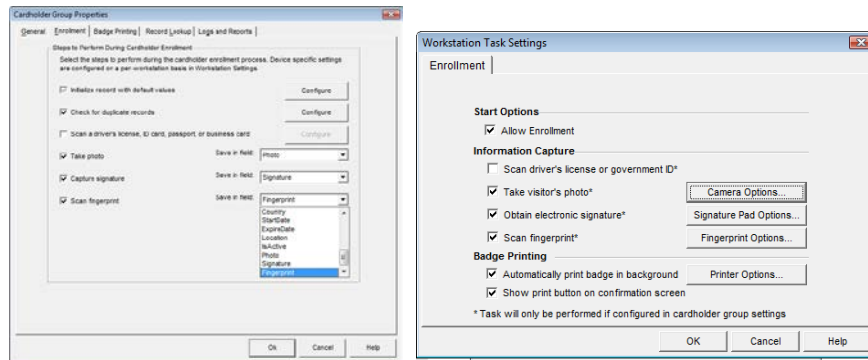 Cardholder Group Properties
General Enrolment Badge Printing Record Lookup Logs and Reports
Steps to Perform During Cardholder Enrollment
Select the steps to perform during the cardholder enrollment process. Device specific settings
are configured on a per-workstation basis in Workstation Settings.
Initialize record with default values Configure
Check for duplicate records Configure
Scan a driver's license, ID card, passport, or business card Configure
Take photo Save in field: Photo
Capture signature Save in field: Signature
Scan fingerprint Save in field: Fingerprint
Country
StartDate
ExpireDate
Location
IsActive
Photo
Signature
Fingerprint
Ok Cancel Help
Workstation Task Settings
Enrollment
Start Options
Allow Enrollment
Information Capture
Scan driver's license or government ID*
Take visitor's photo* Camera Options...
Obtain electronic signature* Signature Pad Options...
Scan fingerprint* Fingerprint Options...
Badge Printing
Automatically print badge in background Printer Options...
Show print button on confirmation screen
* Task will only be performed if configured in cardholder group settings
OK Cancel Help